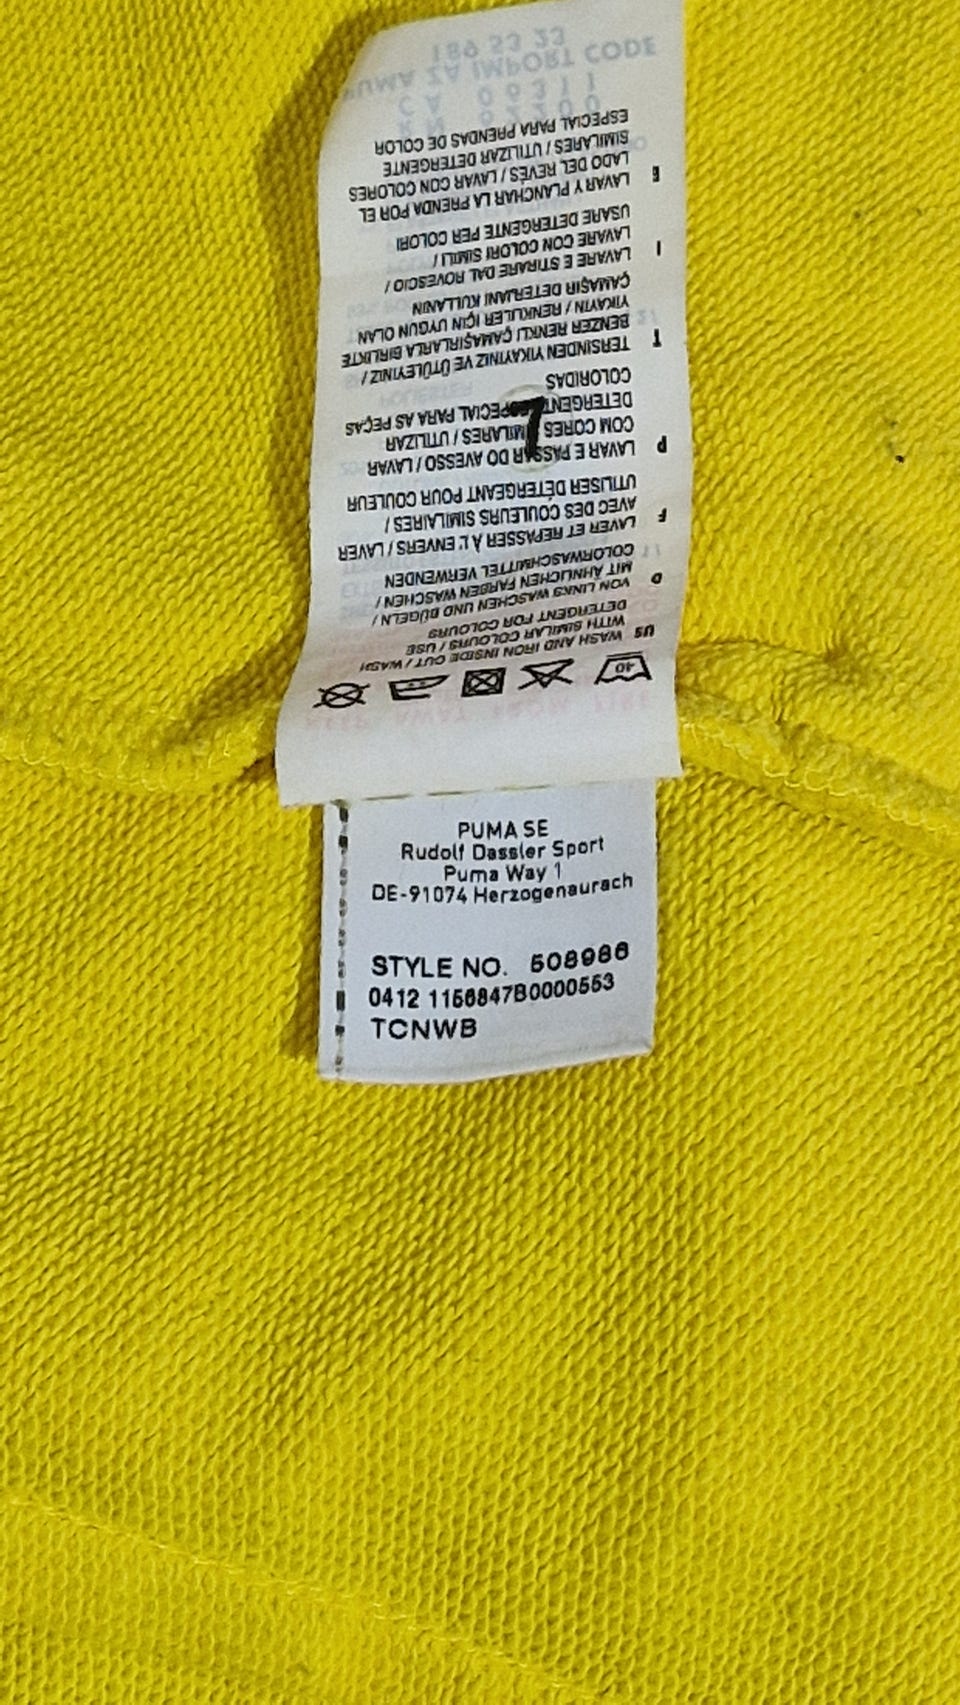 US WASH AND IRON INSIDE OUT / WASH
WITH SIMILAR COLOURS / USE
DETERGENT FOR COLOURS
D VON LINKS WASCHEN UND BÜGELN /
MIT ÄHNLICHEN FARBEN WASCHEN /
COLORWASCHMITTEL VERWENDEN
F LAVER ET REPASSER À L'ENVERS / LAVER
AVEC DES COULEURS SIMILAIRES /
UTILISER DÉTERGEANT POUR COULEUR
P LAVAR E PASSAR DO AVESSO / LAVAR
COM CORES SIMILARES / UTILIZAR
DETERGENTE ESPECIAL PARA AS PEÇAS
COLORIDAS
T TERSINDEN YIKAYINIZ VE ÜTÜLEYINIZ /
BENZER RENKLI ÇAMAŞIRLARLA BIRLIKTE
YIKAYIN / RENKLILER IÇIN UYGUN OLAN
ÇAMAŞIR DETERJANI KULLANIN
I LAVARE E STIRARE DAL ROVESCIO /
LAVARE CON COLORI SIMILI /
USARE DETERGENTE PER COLORI
E LAVAR Y PLANCHAR LA PRENDA POR EL
LADO DEL REVÉS / LAVAR CON COLORES
SIMILARES / UTILIZAR DETERGENTE
ESPECIAL PARA PRENDAS DE COLOR
PUMA ZA IMPORT CODE
189 53 23
40
PUMA SE
Rudolf Dassler Sport
Puma Way 1
DE-91074 Herzogenaurach
STYLE NO. 508986
0412 1156847B0000553
TCNWB